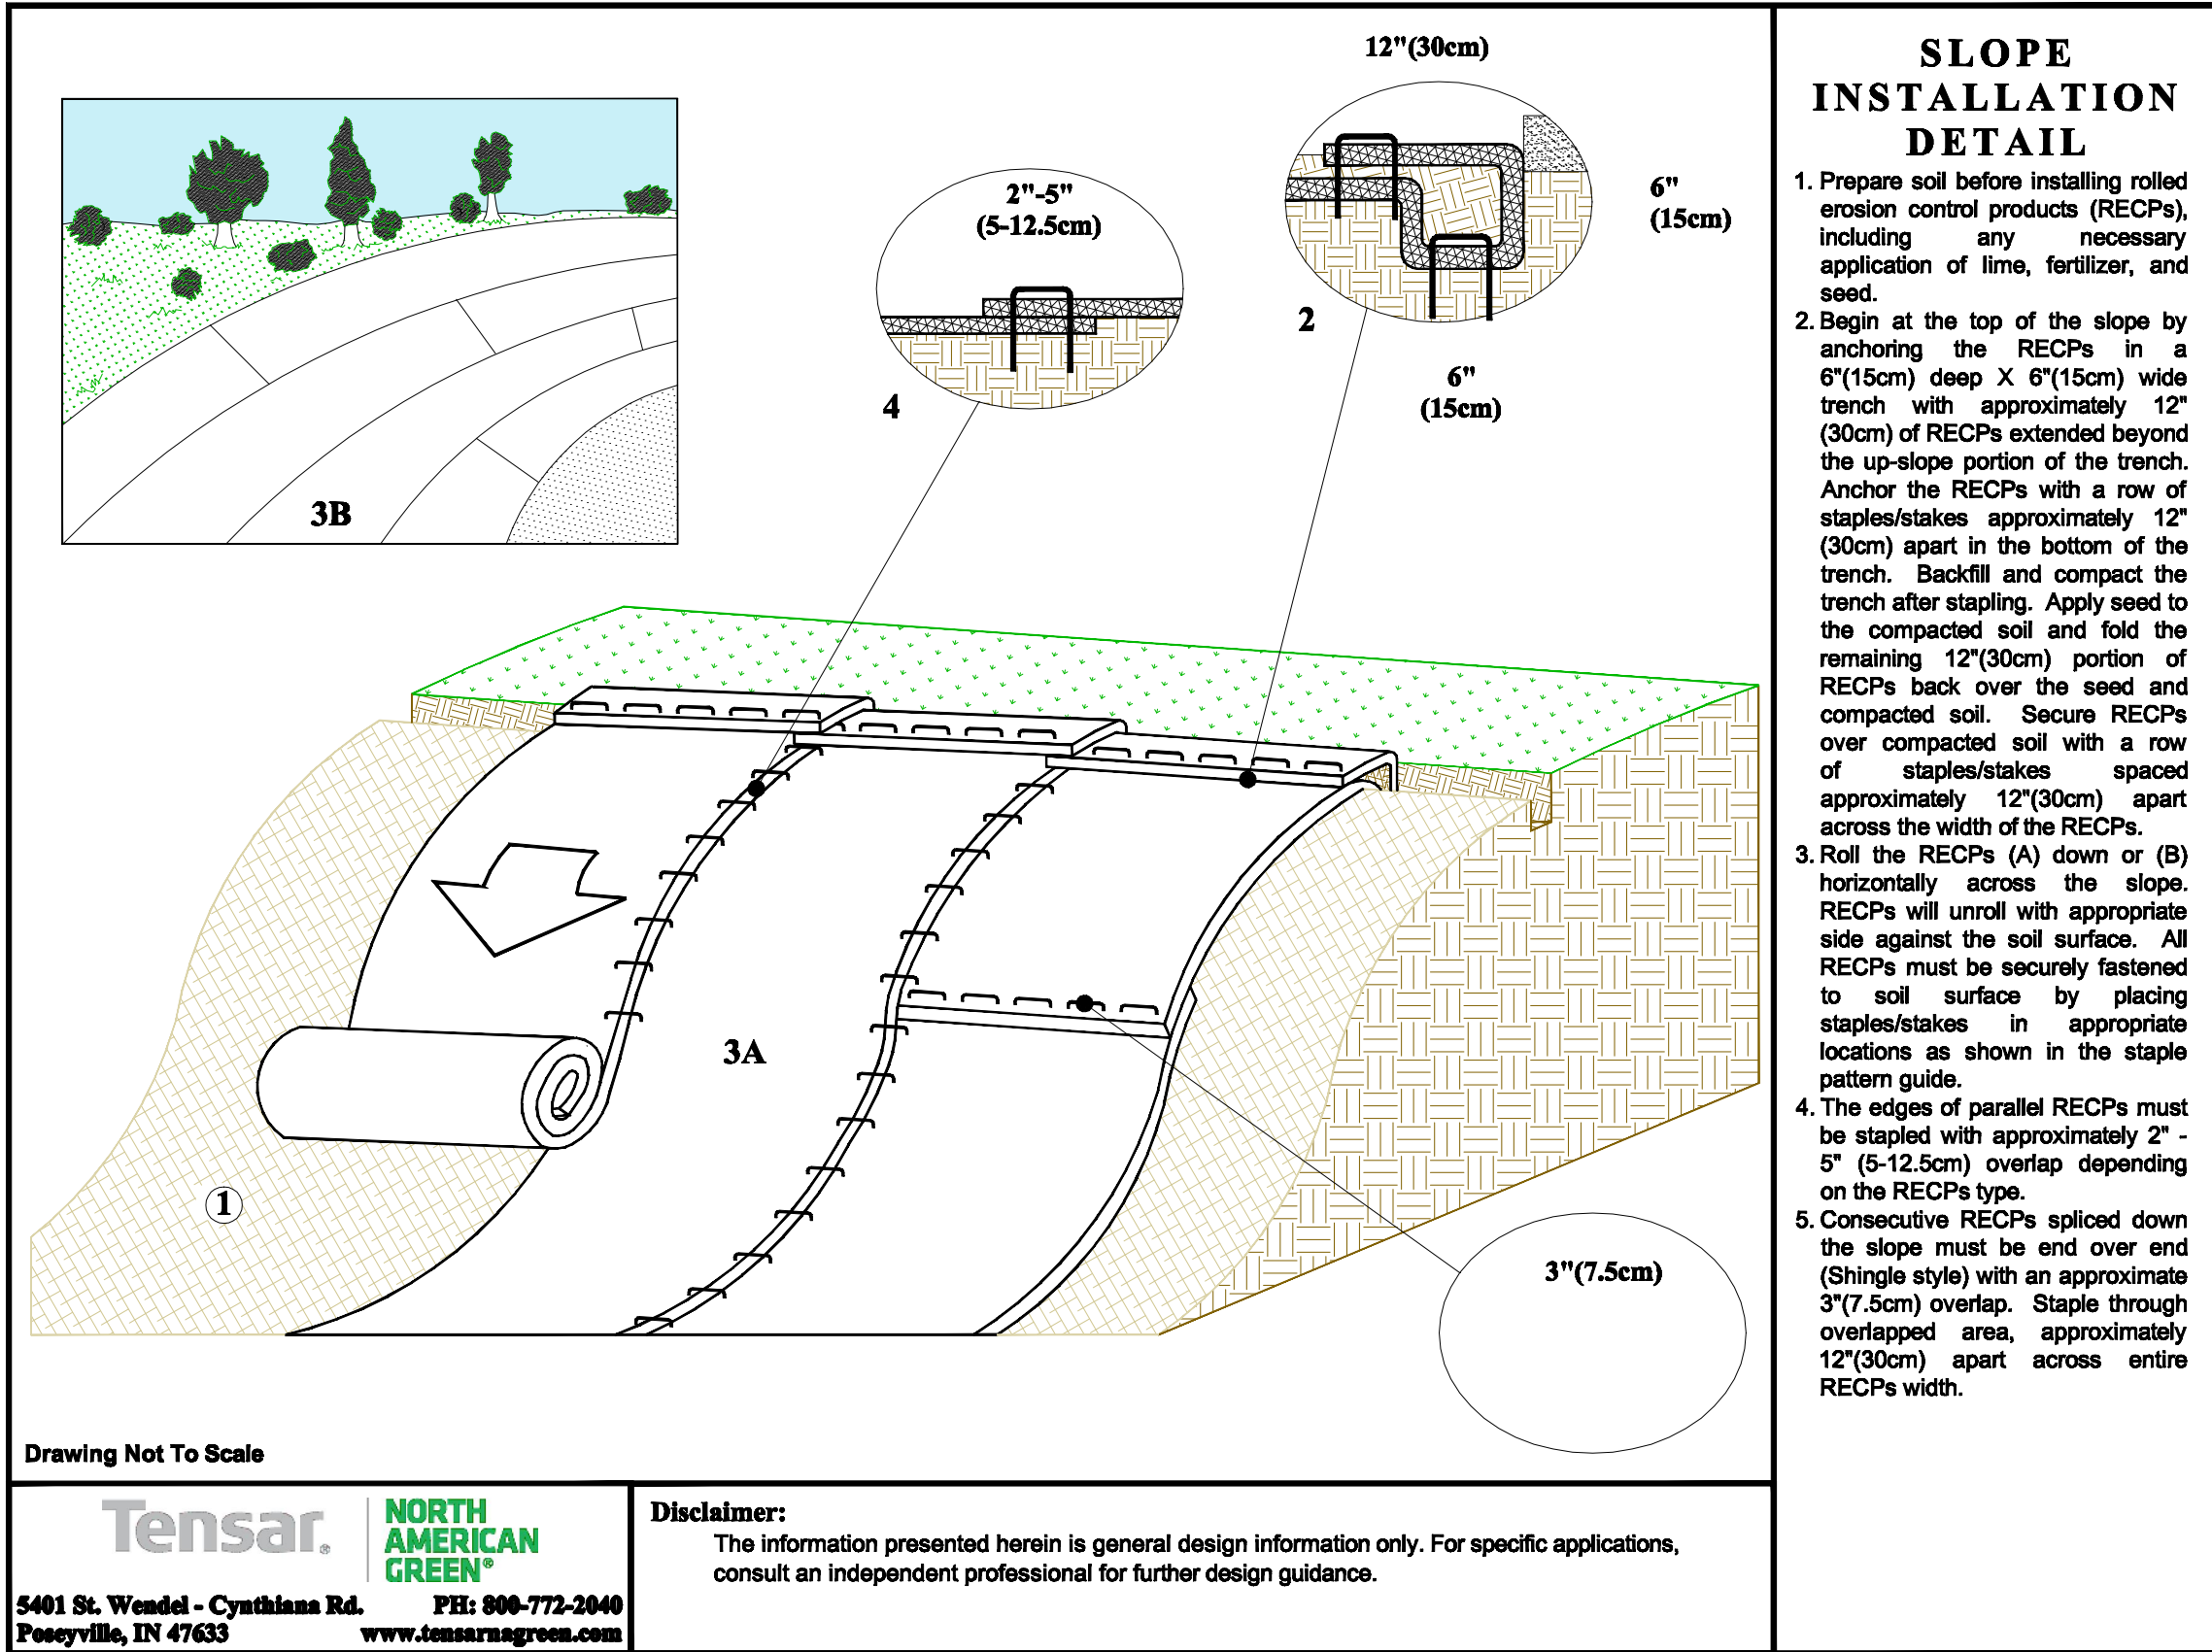 12"(30cm)
2"-5"
(5-12.5cm)
6"
(15cm)
2
6"
(15cm)
4
3B
3A
1
3"(7.5cm)
Drawing Not To Scale
SLOPE
INSTALLATION
DETAIL
1. Prepare soil before installing rolled
erosion control products (RECPs),
including any necessary
application of lime, fertilizer, and
seed.
2. Begin at the top of the slope by
anchoring the RECPs in a
6"(15cm) deep X 6"(15cm) wide
trench with approximately 12"
(30cm) of RECPs extended beyond
the up-slope portion of the trench.
Anchor the RECPs with a row of
staples/stakes approximately 12"
(30cm) apart in the bottom of the
trench. Backfill and compact the
trench after stapling. Apply seed to
the compacted soil and fold the
remaining 12"(30cm) portion of
RECPs back over the seed and
compacted soil. Secure RECPs
over compacted soil with a row
of staples/stakes spaced
approximately 12"(30cm) apart
across the width of the RECPs.
3. Roll the RECPs (A) down or (B)
horizontally across the slope.
RECPs will unroll with appropriate
side against the soil surface. All
RECPs must be securely fastened
to soil surface by placing
staples/stakes in appropriate
locations as shown in the staple
pattern guide.
4. The edges of parallel RECPs must
be stapled with approximately 2" -
5" (5-12.5cm) overlap depending
on the RECPs type.
5. Consecutive RECPs spliced down
the slope must be end over end
(Shingle style) with an approximate
3"(7.5cm) overlap. Staple through
overlapped area, approximately
12"(30cm) apart across entire
RECPs width.
Tensar®
NORTH
AMERICAN
GREEN®
5401 St. Wendel - Cynthiana Rd. PH: 800-772-2040
Poseyville, IN 47633 www.tensarnagreen.com
Disclaimer:
The information presented herein is general design information only. For specific applications,
consult an independent professional for further design guidance.